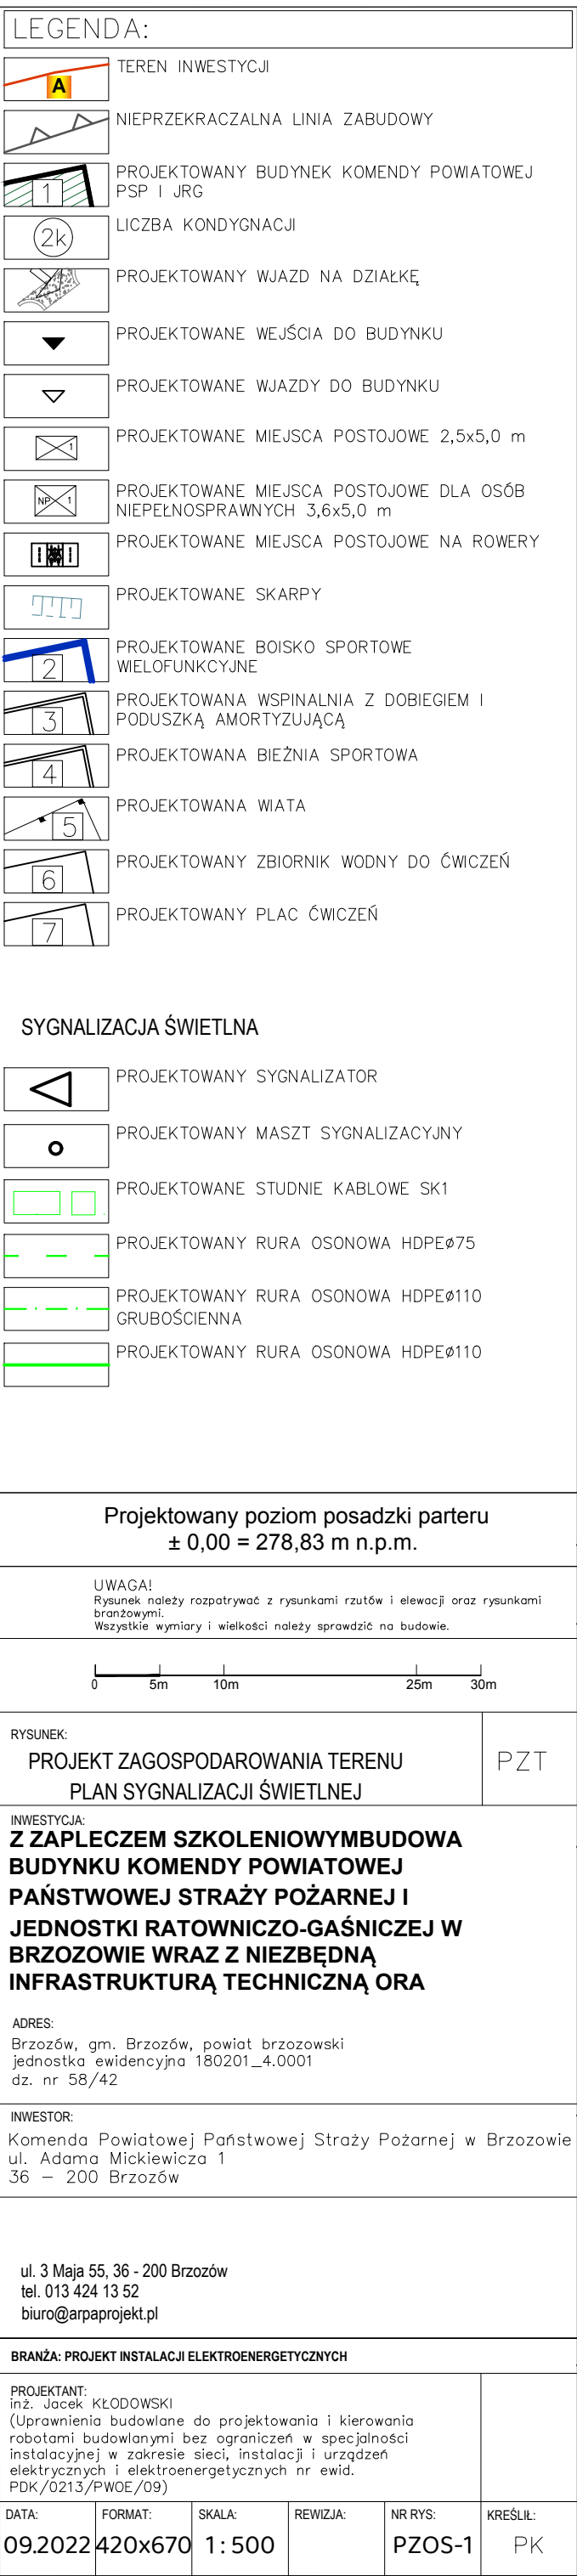 LEGENDA:
A
TEREN INWESTYCJI
NIEPRZEKRACZALNA LINIA ZABUDOWY
1
PROJEKTOWANY BUDYNEK KOMENDY POWIATOWEJ
PSP I JRG
2k
LICZBA KONDYGNACJI
PROJEKTOWANY WJAZD NA DZIAŁKĘ
PROJEKTOWANE WEJŚCIA DO BUDYNKU
PROJEKTOWANE WJAZDY DO BUDYNKU
1
PROJEKTOWANE MIEJSCA POSTOJOWE 2,5x5,0 m
NP 1
PROJEKTOWANE MIEJSCA POSTOJOWE DLA OSÓB
NIEPEŁNOSPRAWNYCH 3,6x5,0 m
PROJEKTOWANE MIEJSCA POSTOJOWE NA ROWERY
PROJEKTOWANE SKARPY
2
PROJEKTOWANE BOISKO SPORTOWE
WIELOFUNKCYJNE
3
PROJEKTOWANA WSPINALNIA Z DOBIEGIEM I
PODUSZKĄ AMORTYZUJĄCĄ
4
PROJEKTOWANA BIEŻNIA SPORTOWA
5
PROJEKTOWANA WIATA
6
PROJEKTOWANY ZBIORNIK WODNY DO ĆWICZEŃ
7
PROJEKTOWANY PLAC ĆWICZEŃ
SYGNALIZACJA ŚWIETLNA
PROJEKTOWANY SYGNALIZATOR
PROJEKTOWANY MASZT SYGNALIZACYJNY
PROJEKTOWANE STUDNIE KABLOWE SK1
PROJEKTOWANY RURA OSONOWA HDPEø75
PROJEKTOWANY RURA OSONOWA HDPEø110
GRUBOŚCIENNA
PROJEKTOWANY RURA OSONOWA HDPEø110
Projektowany poziom posadzki parteru
± 0,00 = 278,83 m n.p.m.
UWAGA!
Rysunek należy rozpatrywać z rysunkami rzutów i elewacji oraz rysunkami
branżowymi.
Wszystkie wymiary i wielkości należy sprawdzić na budowie.
0 5m 10m 25m 30m
RYSUNEK:
PROJEKT ZAGOSPODAROWANIA TERENU
PLAN SYGNALIZACJI ŚWIETLNEJ
PZT
INWESTYCJA:
Z ZAPLECZEM SZKOLENIOWYMBUDOWA
BUDYNKU KOMENDY POWIATOWEJ
PAŃSTWOWEJ STRAŻY POŻARNEJ I
JEDNOSTKI RATOWNICZO-GAŚNICZEJ W
BRZOZOWIE WRAZ Z NIEZBĘDNĄ
INFRASTRUKTURĄ TECHNICZNĄ ORA
ADRES:
Brzozów, gm. Brzozów, powiat brzozowski
jednostka ewidencyjna 180201_4.0001
dz. nr 58/42
INWESTOR:
Komenda Powiatowej Państwowej Straży Pożarnej w Brzozowie
ul. Adama Mickiewicza 1
36 – 200 Brzozów
ul. 3 Maja 55, 36 - 200 Brzozów
tel. 013 424 13 52
biuro@arpaprojekt.pl
BRANŻA: PROJEKT INSTALACJI ELEKTROENERGETYCZNYCH
PROJEKTANT:
inż. Jacek KŁODOWSKI
(Uprawnienia budowlane do projektowania i kierowania
robotami budowlanymi bez ograniczeń w specjalności
instalacyjnej w zakresie sieci, instalacji i urządzeń
elektrycznych i elektroenergetycznych nr ewid.
PDK/0213/PWOE/09)
DATA: FORMAT: SKALA: REWIZJA: NR RYS: KREŚLIŁ:
09.2022 420x670 1:500 PZOS-1 PK